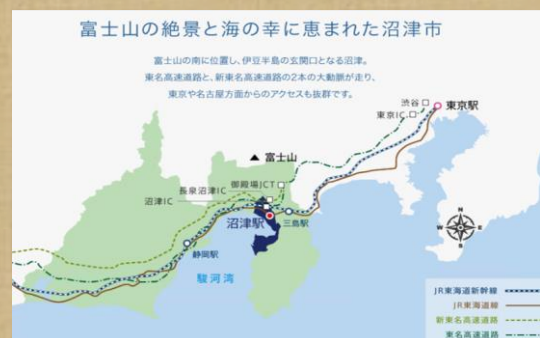 富士山の絶景と海の幸に恵まれた沼津市
富士山の南に位置し、伊豆半島の玄関口となる沼津。
東名高速道路と、新東名高速道路の2本の大動脈が走り、
東京や名古屋方面からのアクセスも抜群です。
渋谷
東京駅
東京IC.
▲ 富士山
御殿場JCT
長泉沼津IC
沼津IC
沼津駅
三島駅
静岡駅
駿河湾
N
W
E
S
JR東海道新幹線
JR東海道線
新東名高速道路
東名高速道路